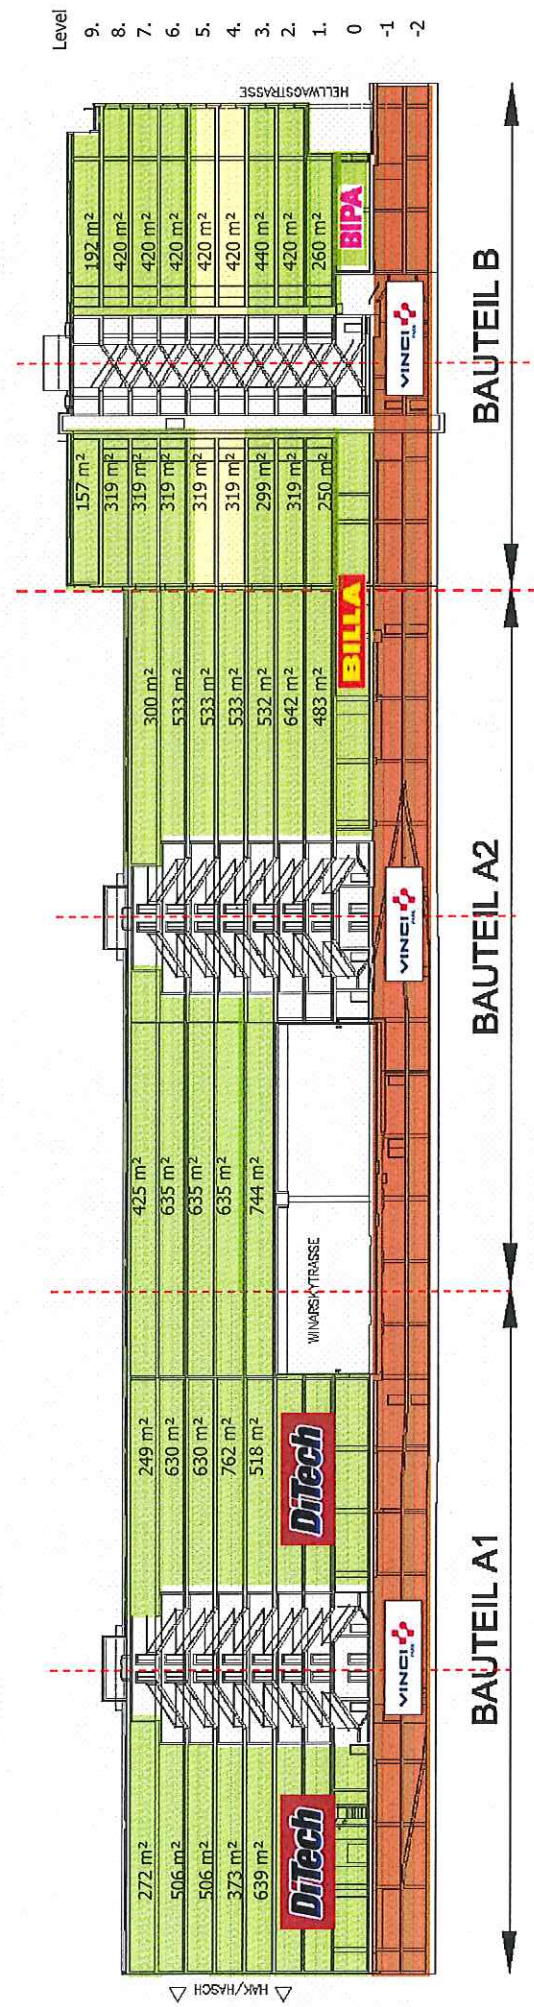 Level
157 m² 192 m² 9.
319 m² 420 m² 8.
272 m² 249 m² 425 m² 300 m² 319 m² 420 m² 7.
506 m² 630 m² 635 m² 533 m² 319 m² 420 m² 6.
506 m² 630 m² 635 m² 533 m² 319 m² 420 m² 5.
373 m² 762 m² 635 m² 533 m² 319 m² 420 m² 4.
639 m² 518 m² 744 m² 532 m² 299 m² 440 m² 3.
642 m² 319 m² 420 m² 2.
483 m² 250 m² 260 m² 1.
HAK/HASCH
DiTech DiTech
WINARSKYTRASSE
HELLWAGSTRASSE
BILLA BIPA 0
-1
VINCI VINCI VINCI
-2
BAUTEIL A1 BAUTEIL A2 BAUTEIL B